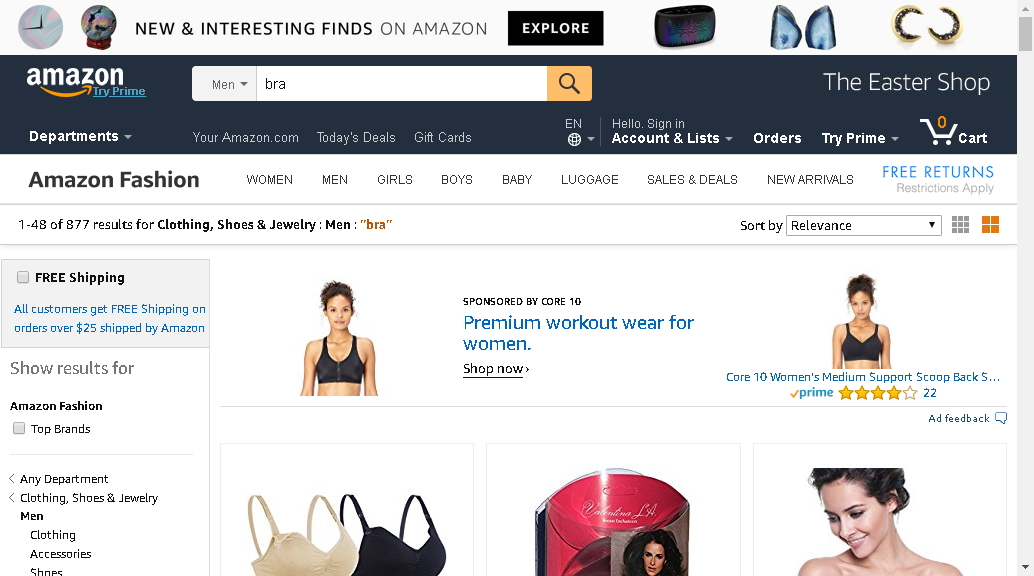 NEW & INTERESTING FINDS ON AMAZON
EXPLORE
amazon
Try Prime
Men
bra
The Easter Shop
Departments
Your Amazon.com
Today's Deals
Gift Cards
EN
Hello. Sign in
Account & Lists
Orders
Try Prime
0
Cart
Amazon Fashion
WOMEN
MEN
GIRLS
BOYS
BABY
LUGGAGE
SALES & DEALS
NEW ARRIVALS
FREE RETURNS
Restrictions Apply
1-48 of 877 results for Clothing, Shoes & Jewelry : Men : "bra"
Sort by
Relevance
FREE Shipping
All customers get FREE Shipping on
orders over $25 shipped by Amazon
Show results for
Amazon Fashion
Top Brands
Any Department
Clothing, Shoes & Jewelry
Men
Clothing
Accessories
Shoes
SPONSORED BY CORE 10
Premium workout wear for
women.
Shop now ›
Core 10 Women's Medium Support Scoop Back S...
prime
22
Ad feedback
Valentina L.A.
Breast Enhancers